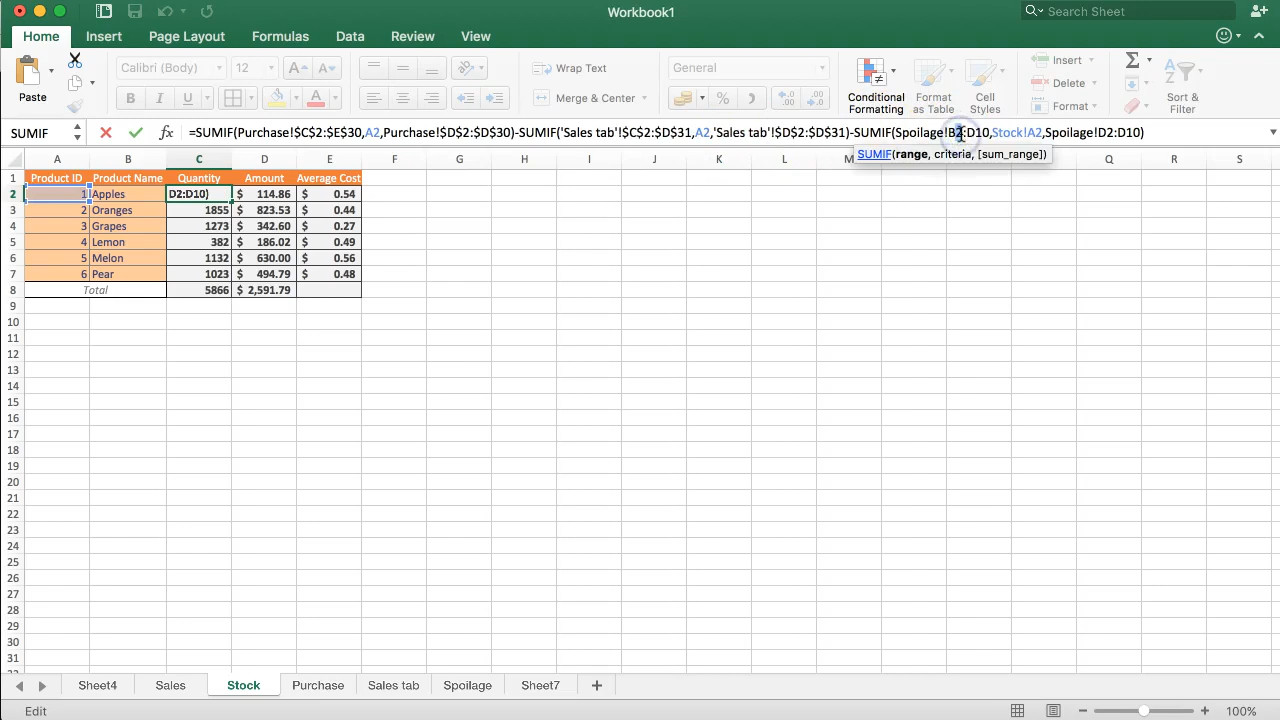 Workbook1
Search Sheet
Home Insert Page Layout Formulas Data Review View
Paste
Calibri (Body) 12
Wrap Text
Merge & Center
General
Conditional Formatting
Format as Table
Cell Styles
Insert
Delete
Format
Sort & Filter
SUMIF fx =SUMIF(Purchase!$C$2:$E$30,A2,Purchase!$D$2:$D$30)-SUMIF('Sales tab'!$C$2:$D$31,A2,'Sales tab'!$D$2:$D$31)-SUMIF(Spoilage!B2:D10,Stock!A2,Spoilage!D2:D10)
SUMIF(range, criteria, [sum_range])
A B C D E F G H I J K L M P Q R S
1 Product ID Product Name Quantity Amount Average Cost
2 1 Apples D2:D10) $ 114.86 $ 0.54
3 2 Oranges 1855 $ 823.53 $ 0.44
4 3 Grapes 1273 $ 342.60 $ 0.27
5 4 Lemon 382 $ 186.02 $ 0.49
6 5 Melon 1132 $ 630.00 $ 0.56
7 6 Pear 1023 $ 494.79 $ 0.48
8 Total 5866 $ 2,591.79
9
10
11
12
13
14
15
16
17
18
19
20
21
22
23
24
25
26
27
28
29
30
31
Sheet4 Sales Stock Purchase Sales tab Spoilage Sheet7 +
Edit
100%